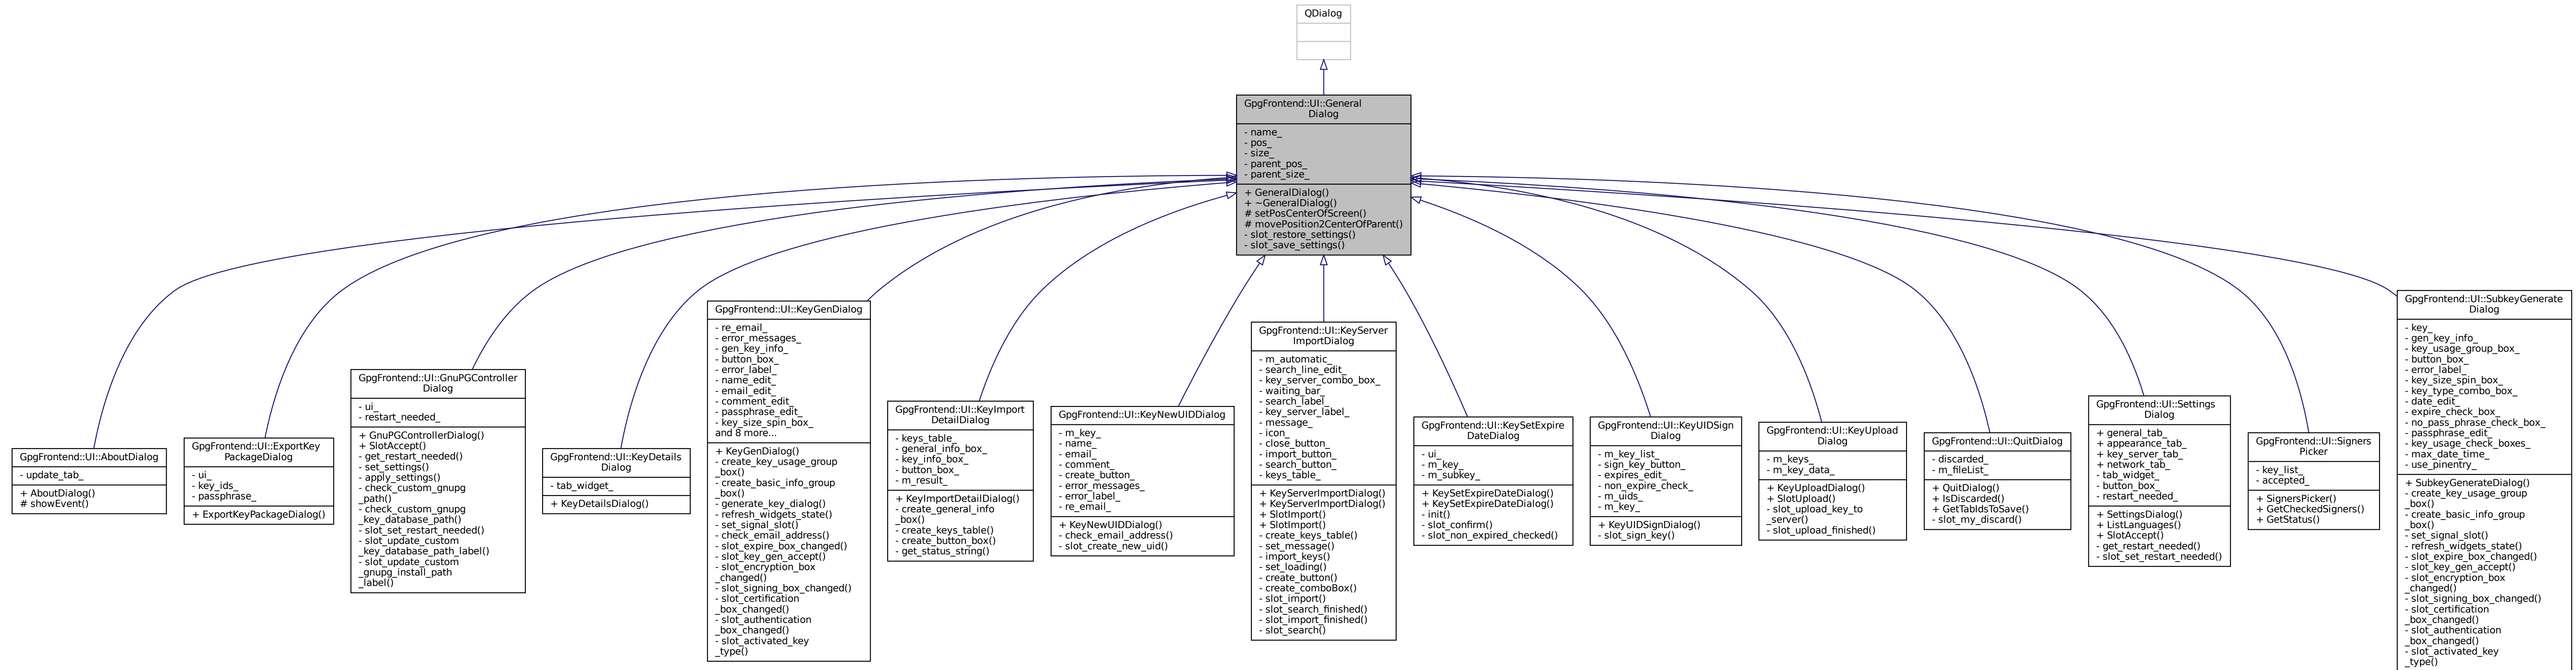 QDialog
GpgFrontend::UI::General
Dialog
- name_
- pos_
- size_
- parent_pos_
- parent_size_
+ GeneralDialog()
+ ~GeneralDialog()
# setPosCenterOfScreen()
# movePosition2CenterOfParent()
- slot_restore_settings()
- slot_save_settings()
GpgFrontend::UI::AboutDialog
- update_tab_
+ AboutDialog()
# showEvent()
GpgFrontend::UI::ExportKey
PackageDialog
- ui_
- key_ids_
- passphrase_
+ ExportKeyPackageDialog()
GpgFrontend::UI::GnuPGController
Dialog
- ui_
- restart_needed_
+ GnuPGControllerDialog()
+ SlotAccept()
- get_restart_needed()
- set_settings()
- apply_settings()
- check_custom_gnupg
_path()
- check_custom_gnupg
_key_database_path()
- slot_set_restart_needed()
- slot_update_custom
_key_database_path_label()
- slot_update_custom
_gnupg_install_path
_label()
GpgFrontend::UI::KeyDetails
Dialog
- tab_widget_
+ KeyDetailsDialog()
GpgFrontend::UI::KeyGenDialog
- re_email_
- error_messages_
- gen_key_info_
- button_box_
- error_label_
- name_edit_
- email_edit_
- comment_edit_
- passphrase_edit_
- key_size_spin_box_
and 8 more...
+ KeyGenDialog()
- create_key_usage_group
_box()
- create_basic_info_group
_box()
- generate_key_dialog()
- refresh_widgets_state()
- set_signal_slot()
- check_email_address()
- slot_expire_box_changed()
- slot_key_gen_accept()
- slot_encryption_box
_changed()
- slot_signing_box_changed()
- slot_certification
_box_changed()
- slot_authentication
_box_changed()
- slot_activated_key
_type()
GpgFrontend::UI::KeyImport
DetailDialog
- keys_table_
- general_info_box_
- key_info_box_
- button_box_
- m_result_
+ KeyImportDetailDialog()
- create_general_info
_box()
- create_keys_table()
- create_button_box()
- get_status_string()
GpgFrontend::UI::KeyNewUIDDialog
- m_key_
- name_
- email_
- comment_
- create_button_
- error_messages_
- error_label_
- re_email_
+ KeyNewUIDDialog()
- check_email_address()
- slot_create_new_uid()
GpgFrontend::UI::KeyServer
ImportDialog
- m_automatic_
- search_line_edit_
- key_server_combo_box_
- waiting_bar_
- search_label_
- key_server_label_
- message_
- icon_
- close_button_
- import_button_
- search_button_
- keys_table_
+ KeyServerImportDialog()
+ KeyServerImportDialog()
+ SlotImport()
+ SlotImport()
- create_keys_table()
- set_message()
- import_keys()
- set_loading()
- create_button()
- create_comboBox()
- slot_import()
- slot_search_finished()
- slot_import_finished()
- slot_search()
GpgFrontend::UI::KeySetExpire
DateDialog
- ui_
- m_key_
- m_subkey_
+ KeySetExpireDateDialog()
+ KeySetExpireDateDialog()
- init()
- slot_confirm()
- slot_non_expired_checked()
GpgFrontend::UI::KeyUIDSign
Dialog
- m_key_list_
- sign_key_button_
- expires_edit_
- non_expire_check_
- m_uids_
- m_key_
+ KeyUIDSignDialog()
- slot_sign_key()
GpgFrontend::UI::KeyUpload
Dialog
- m_keys_
- m_key_data_
+ KeyUploadDialog()
+ SlotUpload()
- slot_upload_key_to
_server()
- slot_upload_finished()
GpgFrontend::UI::QuitDialog
- discarded_
- m_fileList_
+ QuitDialog()
+ IsDiscarded()
+ GetTabIdsToSave()
- slot_my_discard()
GpgFrontend::UI::Settings
Dialog
+ general_tab_
+ appearance_tab_
+ key_server_tab_
+ network_tab_
- tab_widget_
- button_box_
- restart_needed_
+ SettingsDialog()
+ ListLanguages()
+ SlotAccept()
- get_restart_needed()
- slot_set_restart_needed()
GpgFrontend::UI::Signers
Picker
- key_list_
- accepted_
+ SignersPicker()
+ GetCheckedSigners()
+ GetStatus()
GpgFrontend::UI::SubkeyGenerate
Dialog
- key_
- gen_key_info_
- key_usage_group_box_
- button_box_
- error_label_
- key_size_spin_box_
- key_type_combo_box_
- date_edit_
- expire_check_box_
- no_pass_phrase_check_box_
- passphrase_edit_
- key_usage_check_boxes_
- max_date_time_
- use_pinentry_
+ SubkeyGenerateDialog()
- create_key_usage_group
_box()
- create_basic_info_group
_box()
- set_signal_slot()
- refresh_widgets_state()
- slot_expire_box_changed()
- slot_key_gen_accept()
- slot_encryption_box
_changed()
- slot_signing_box_changed()
- slot_certification
_box_changed()
- slot_authentication
_box_changed()
- slot_activated_key
_type()